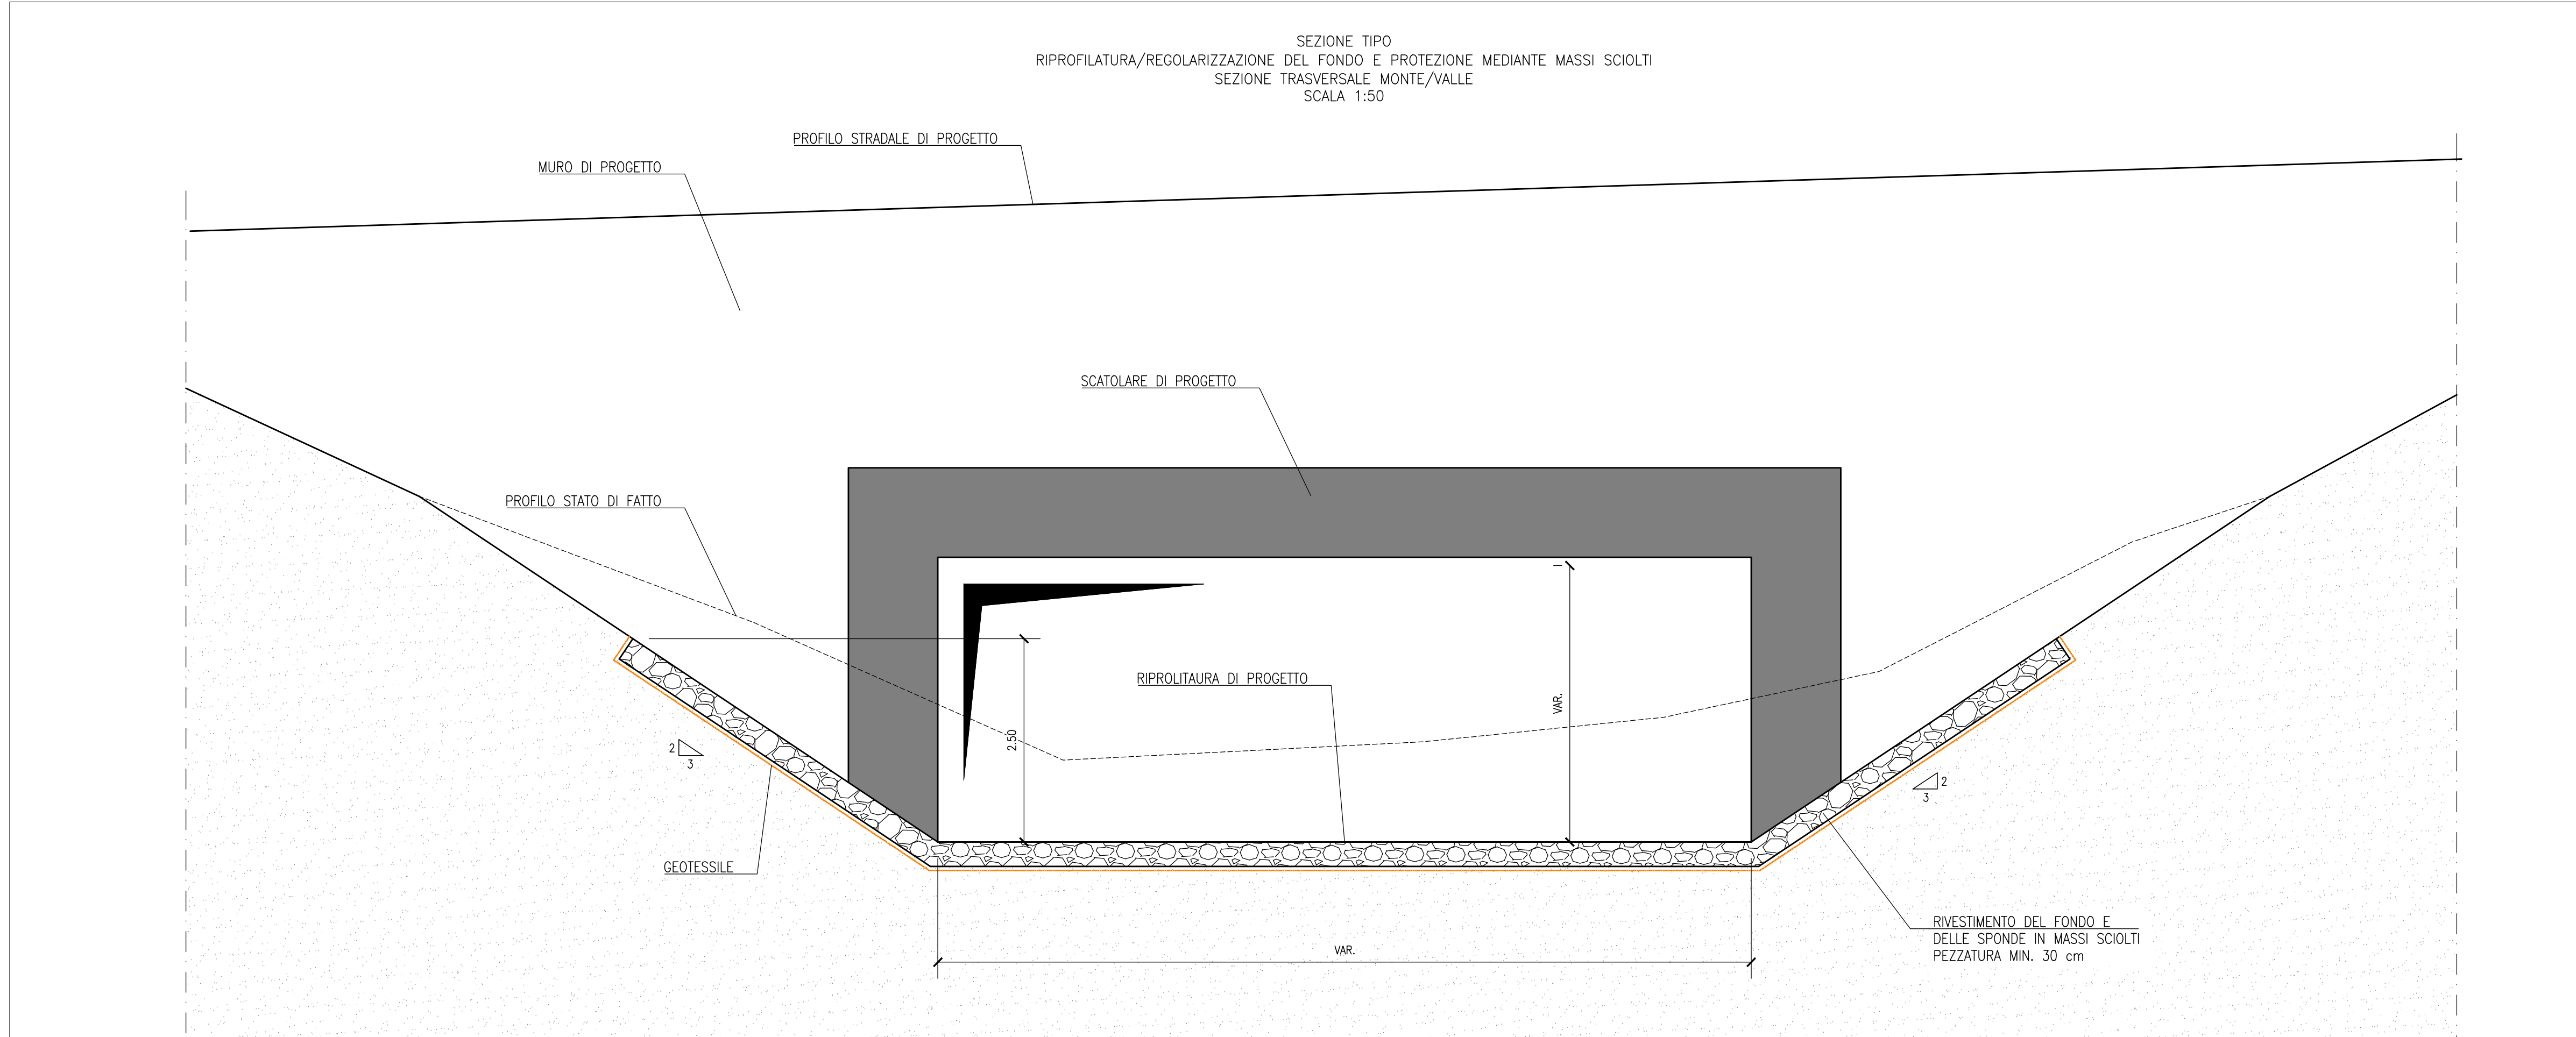 SEZIONE TIPO
RIPROFILATURA/REGOLARIZZAZIONE DEL FONDO E PROTEZIONE MEDIANTE MASSI SCIOLTI
SEZIONE TRASVERSALE MONTE/VALLE
SCALA 1:50
PROFILO STRADALE DI PROGETTO
MURO DI PROGETTO
SCATOLARE DI PROGETTO
PROFILO STATO DI FATTO
RIPROLITAURA DI PROGETTO
VAR.
2.50
2
3
2
3
GEOTESSILE
RIVESTIMENTO DEL FONDO E
DELLE SPONDE IN MASSI SCIOLTI
PEZZATURA MIN. 30 cm
VAR.